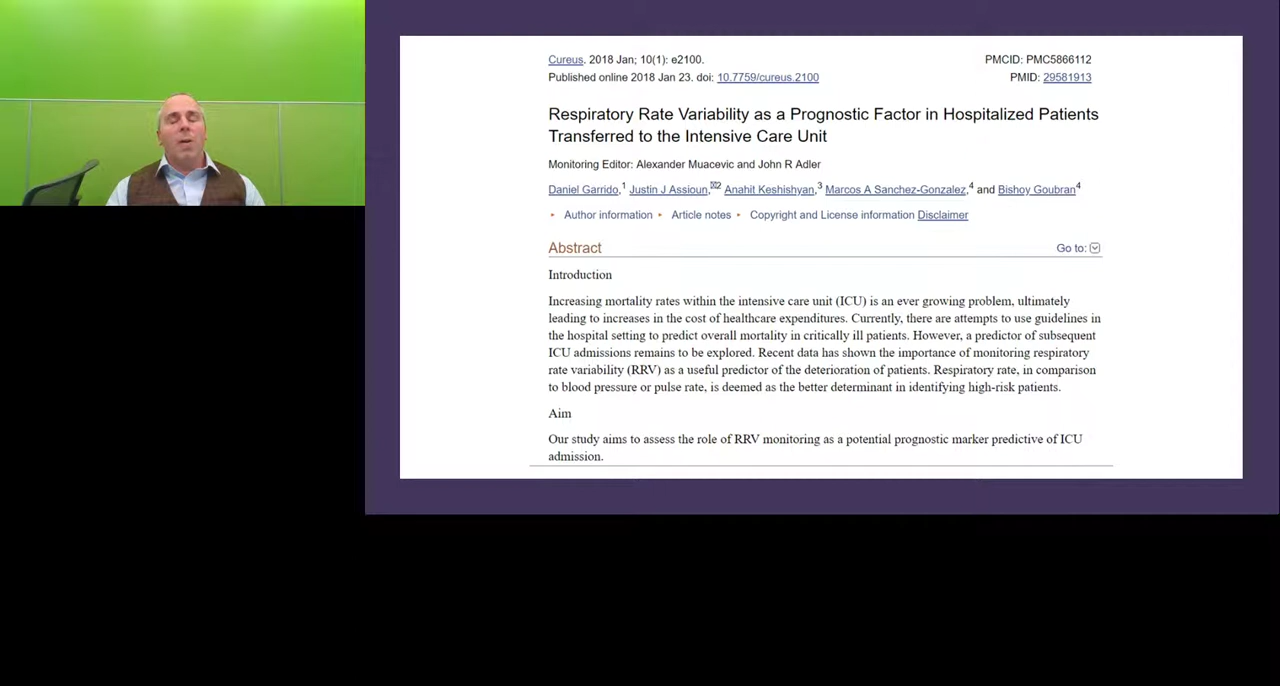 Cureus. 2018 Jan; 10(1): e2100.
PMCID: PMC5866112
Published online 2018 Jan 23. doi: 10.7759/cureus.2100
PMID: 29581913
Respiratory Rate Variability as a Prognostic Factor in Hospitalized Patients
Transferred to the Intensive Care Unit
Monitoring Editor: Alexander Muacevic and John R Adler
Daniel Garrido,1 Justin J Assioun,✉2 Anahit Keshishyan,3 Marcos A Sanchez-Gonzalez,4 and Bishoy Goubran4
▸ Author information ▸ Article notes ▸ Copyright and License information Disclaimer
Abstract
Go to:
Introduction
Increasing mortality rates within the intensive care unit (ICU) is an ever growing problem, ultimately
leading to increases in the cost of healthcare expenditures. Currently, there are attempts to use guidelines in
the hospital setting to predict overall mortality in critically ill patients. However, a predictor of subsequent
ICU admissions remains to be explored. Recent data has shown the importance of monitoring respiratory
rate variability (RRV) as a useful predictor of the deterioration of patients. Respiratory rate, in comparison
to blood pressure or pulse rate, is deemed as the better determinant in identifying high-risk patients.
Aim
Our study aims to assess the role of RRV monitoring as a potential prognostic marker predictive of ICU
admission.